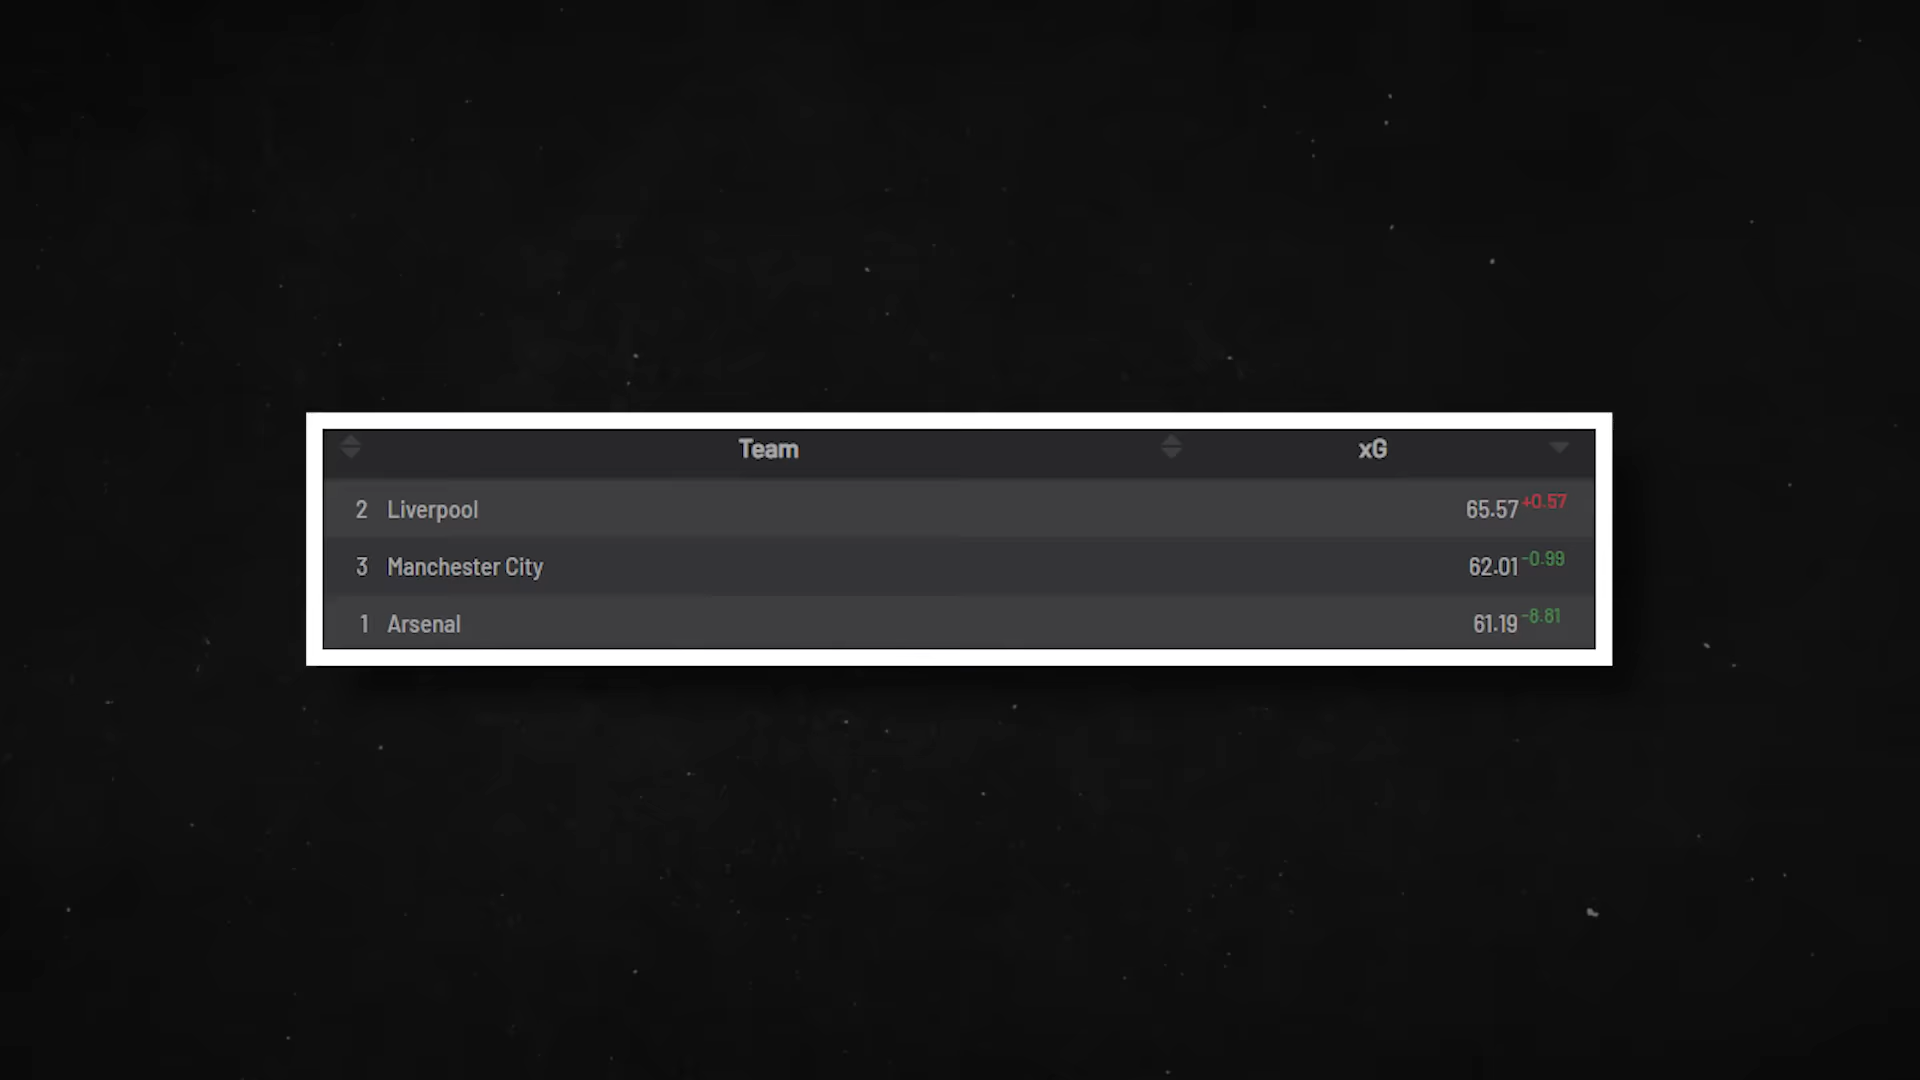 Team xG
2 Liverpool 65.57 +0.57
3 Manchester City 62.01 -0.99
1 Arsenal 61.19 -8.81